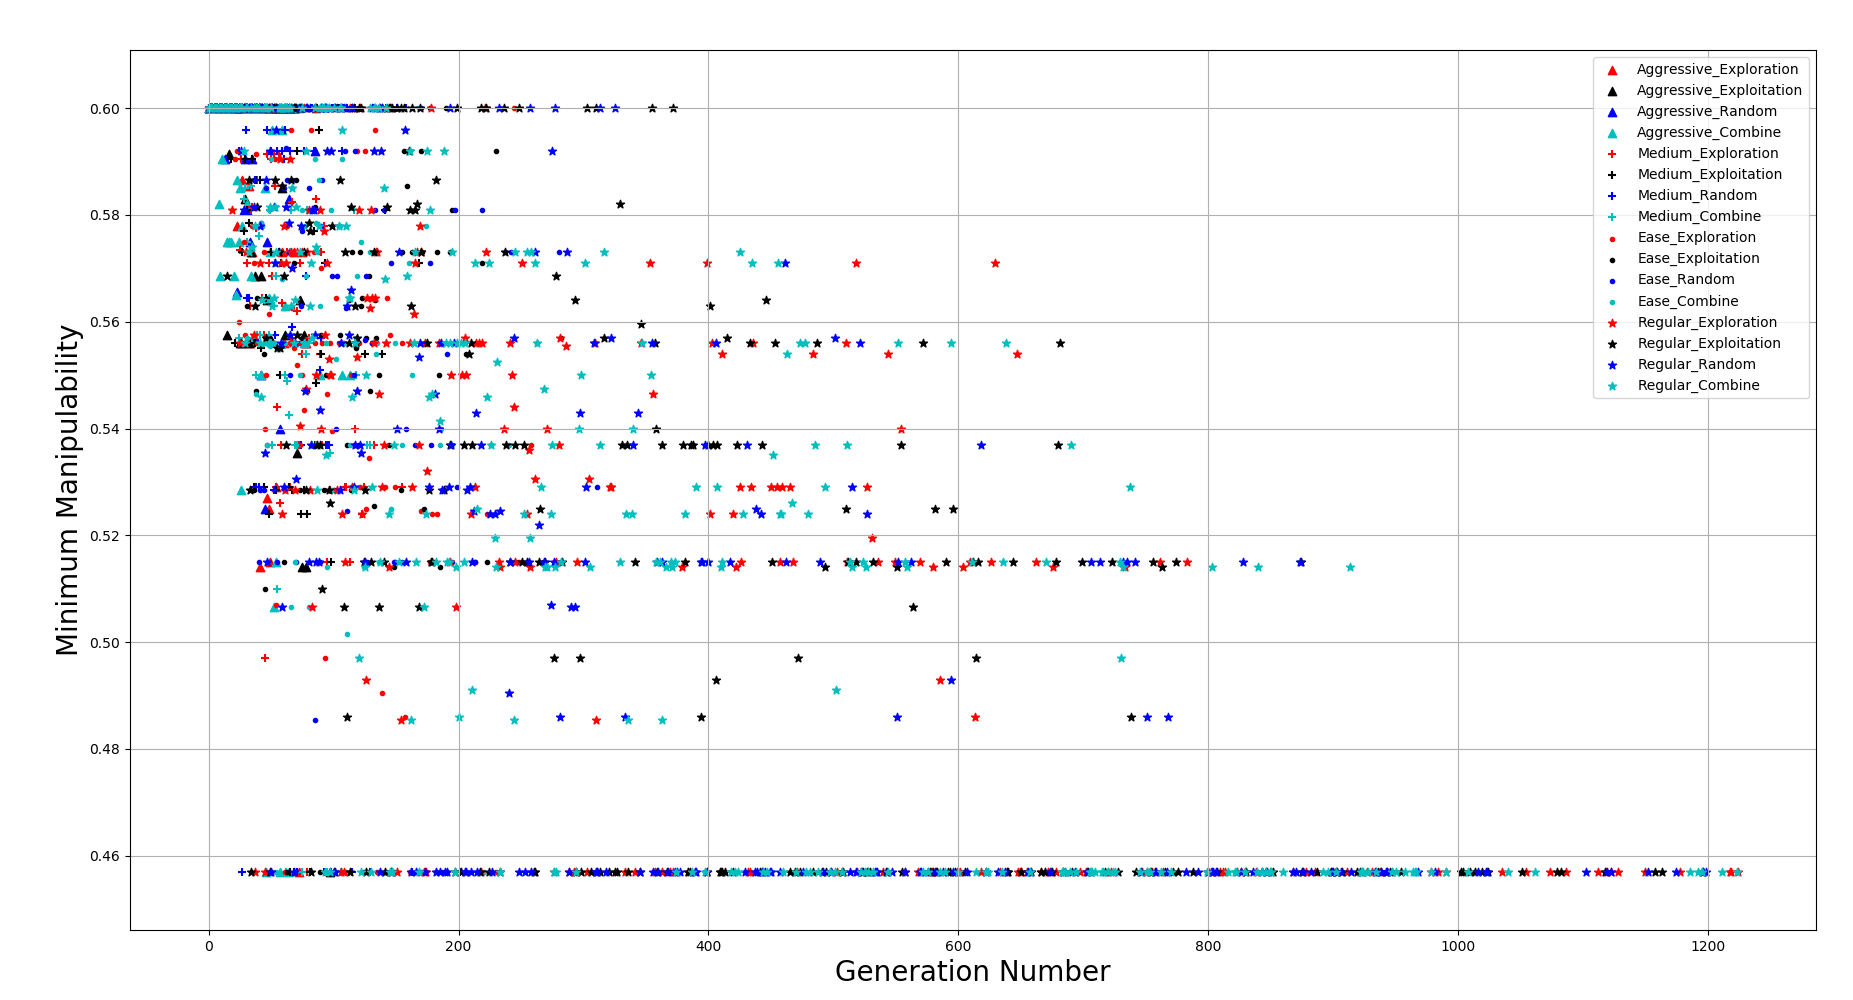 Minimum Manipulability
0.60
0.58
0.56
0.54
0.52
0.50
0.48
0.46
0
200
400
600
800
1000
1200
Generation Number
Aggressive_Exploration
Aggressive_Exploitation
Aggressive_Random
Aggressive_Combine
Medium_Exploration
Medium_Exploitation
Medium_Random
Medium_Combine
Ease_Exploration
Ease_Exploitation
Ease_Random
Ease_Combine
Regular_Exploration
Regular_Exploitation
Regular_Random
Regular_Combine